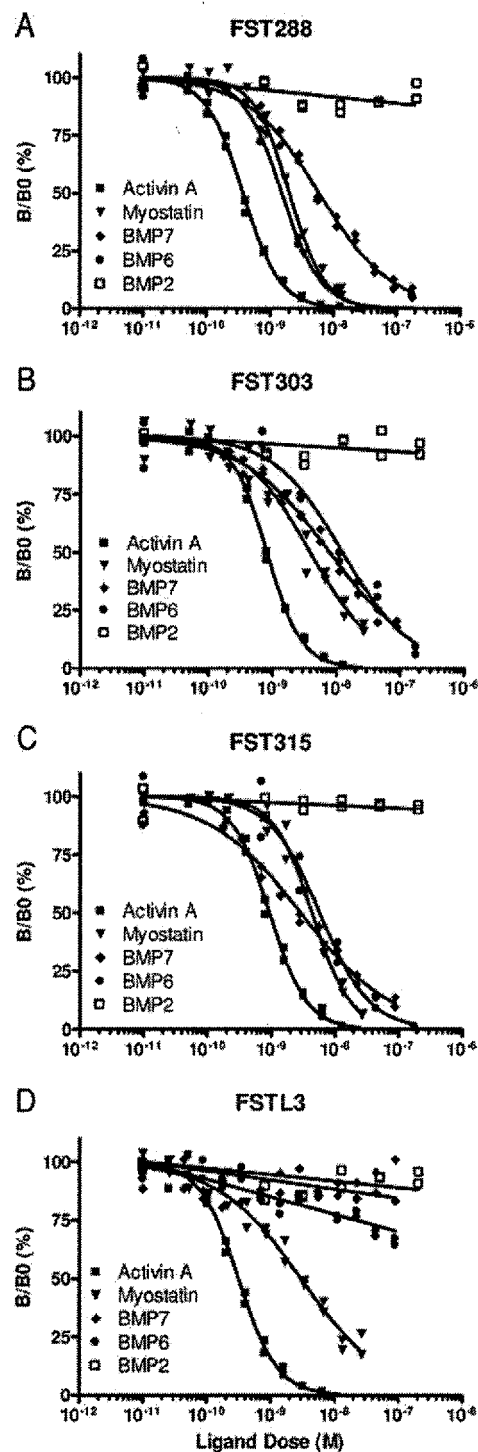 A
FST288
100
75
50
25
0
B/B0 (%)
Activin A
Myostatin
BMP7
BMP6
BMP2
10-12 10-11 10-10 10-9 10-8 10-7 10-6
B
FST303
100
75
50
25
0
B/B0 (%)
Activin A
Myostatin
BMP7
BMP6
BMP2
10-12 10-11 10-10 10-9 10-8 10-7 10-6
C
FST315
100
75
50
25
0
B/B0 (%)
Activin A
Myostatin
BMP7
BMP6
BMP2
10-12 10-11 10-10 10-9 10-8 10-7 10-6
D
FSTL3
100
75
50
25
0
B/B0 (%)
Activin A
Myostatin
BMP7
BMP6
BMP2
10-12 10-11 10-10 10-9 10-8 10-7 10-6
Ligand Dose (M)